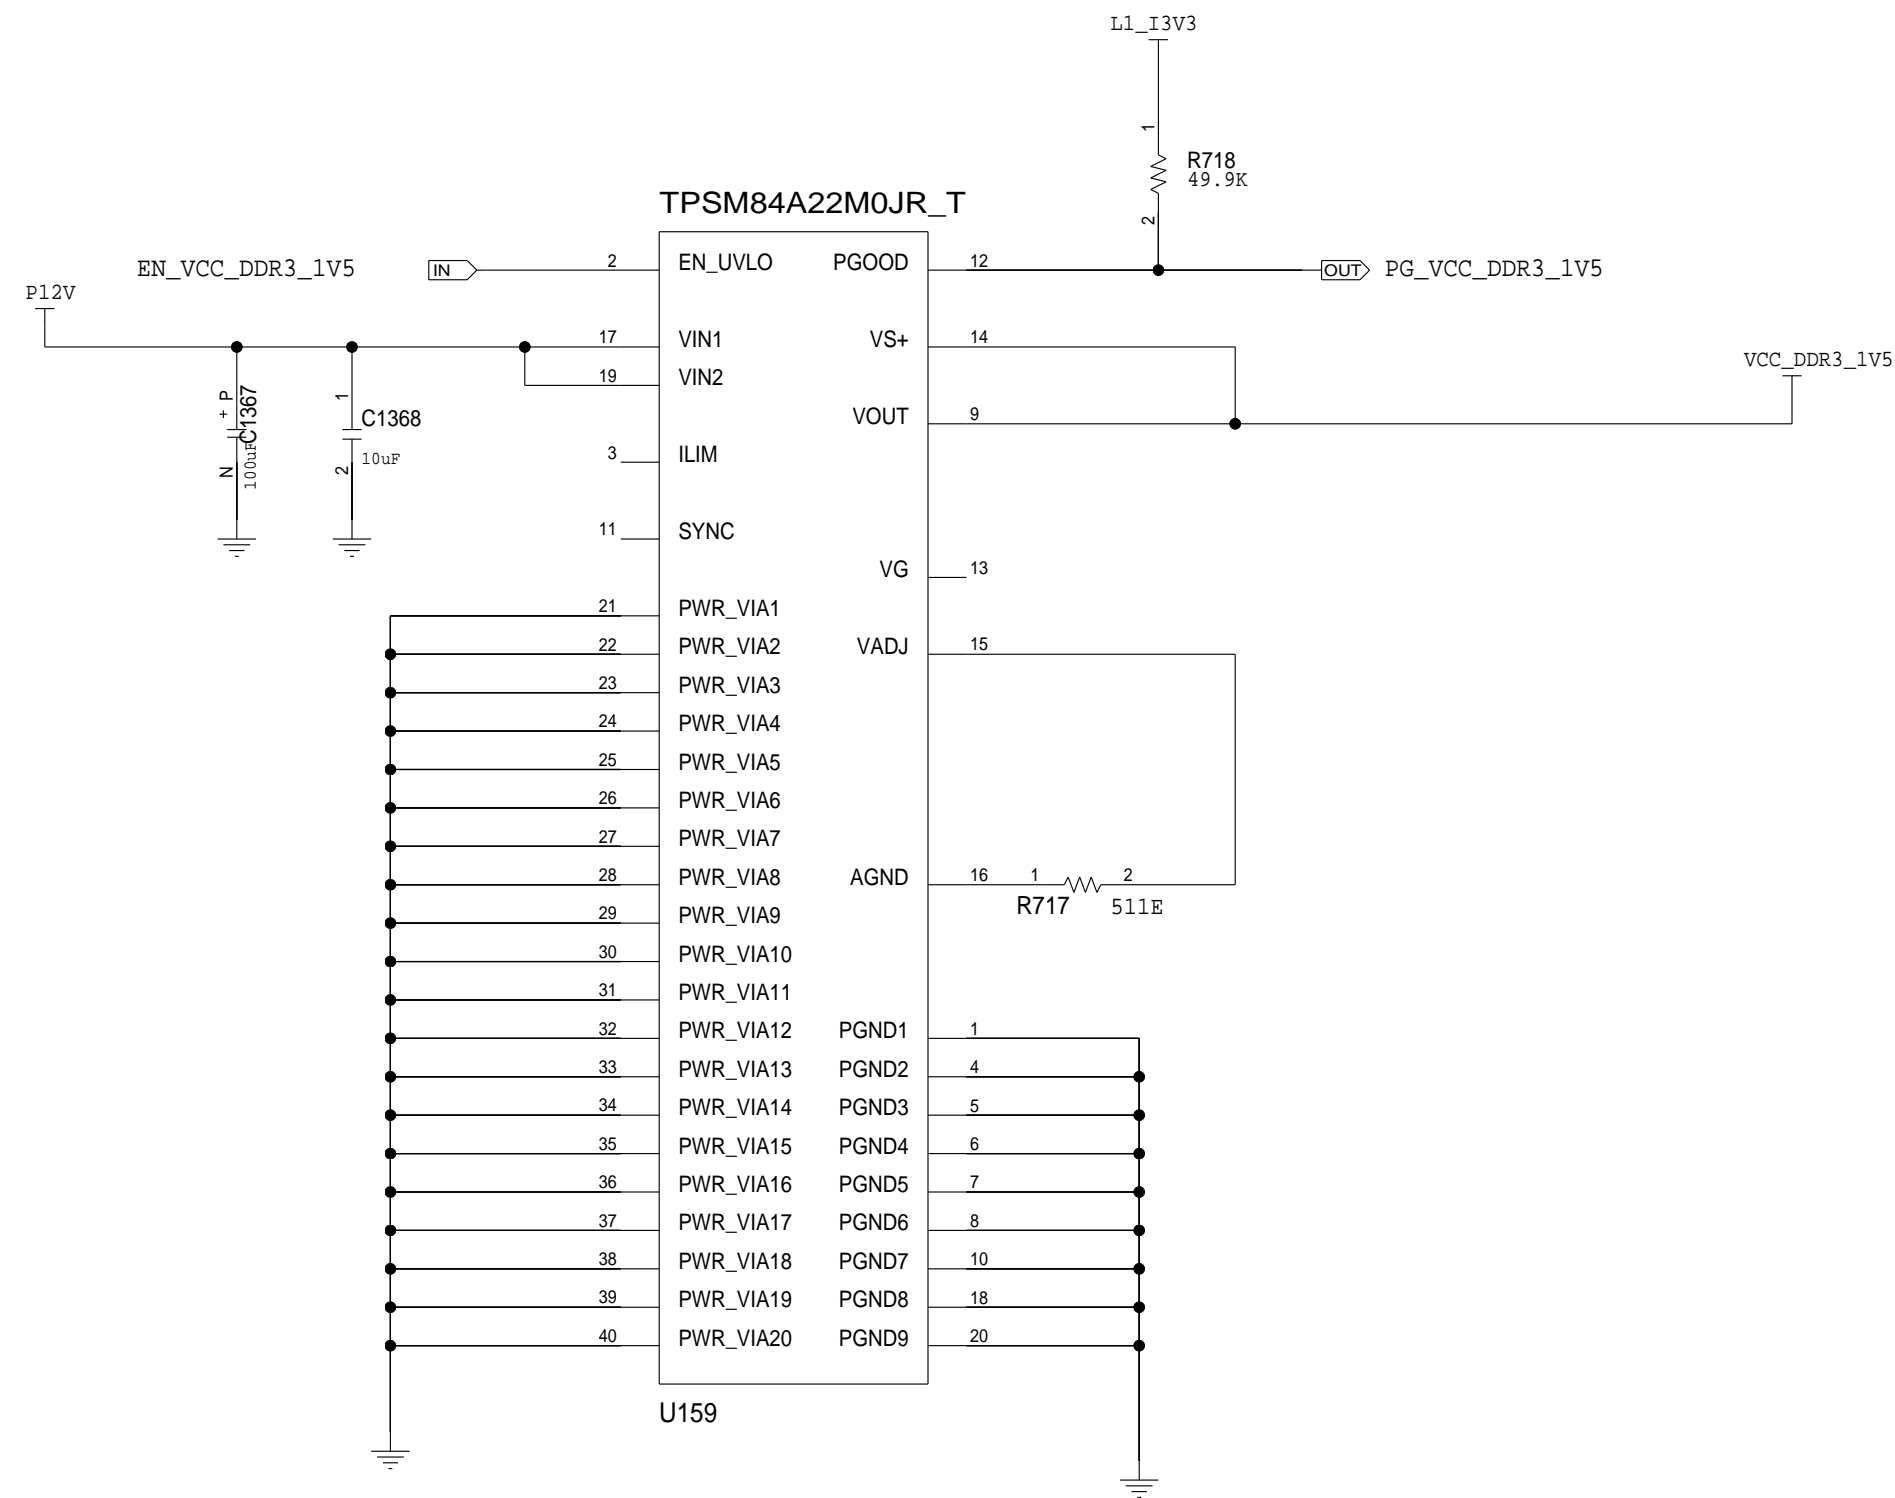 L1_I3V3
1
R718
49.9K
2
TPSM84A22M0JR_T
EN_VCC_DDR3_1V5
IN
2
EN_UVLO
PGOOD
12
OUT
PG_VCC_DDR3_1V5
P12V
17
VIN1
VS+
14
19
VIN2
VCC_DDR3_1V5
+ P
C1367
100uF
N
1
C1368
10uF
2
VOUT
9
3
ILIM
11
SYNC
VG
13
21
PWR_VIA1
22
PWR_VIA2
VADJ
15
23
PWR_VIA3
24
PWR_VIA4
25
PWR_VIA5
26
PWR_VIA6
27
PWR_VIA7
28
PWR_VIA8
AGND
16
1
2
R717
511E
29
PWR_VIA9
30
PWR_VIA10
31
PWR_VIA11
32
PWR_VIA12
PGND1
1
33
PWR_VIA13
PGND2
4
34
PWR_VIA14
PGND3
5
35
PWR_VIA15
PGND4
6
36
PWR_VIA16
PGND5
7
37
PWR_VIA17
PGND6
8
38
PWR_VIA18
PGND7
10
39
PWR_VIA19
PGND8
18
40
PWR_VIA20
PGND9
20
U159